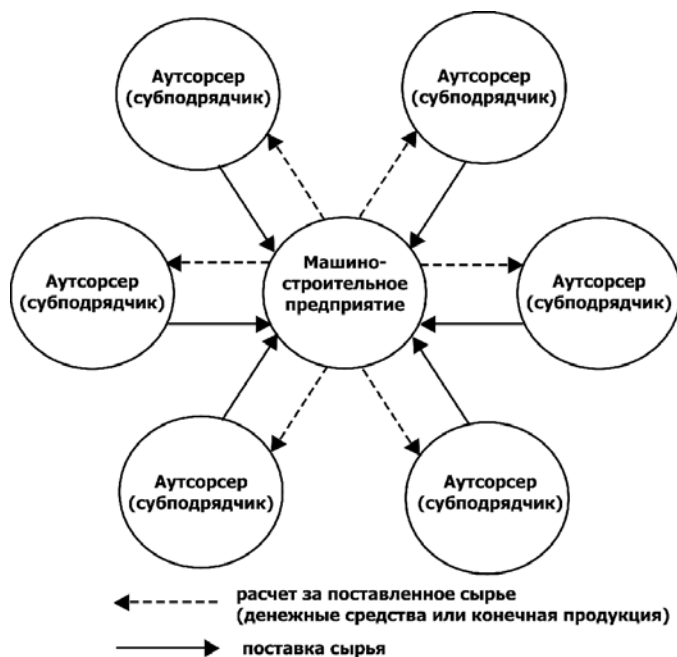 Аутсорсер
(субподрядчик)
Аутсорсер
(субподрядчик)
Аутсорсер
(субподрядчик)
Машино-
строительное
предприятие
Аутсорсер
(субподрядчик)
Аутсорсер
(субподрядчик)
Аутсорсер
(субподрядчик)
расчет за поставленное сырье
(денежные средства или конечная продукция)
поставка сырья